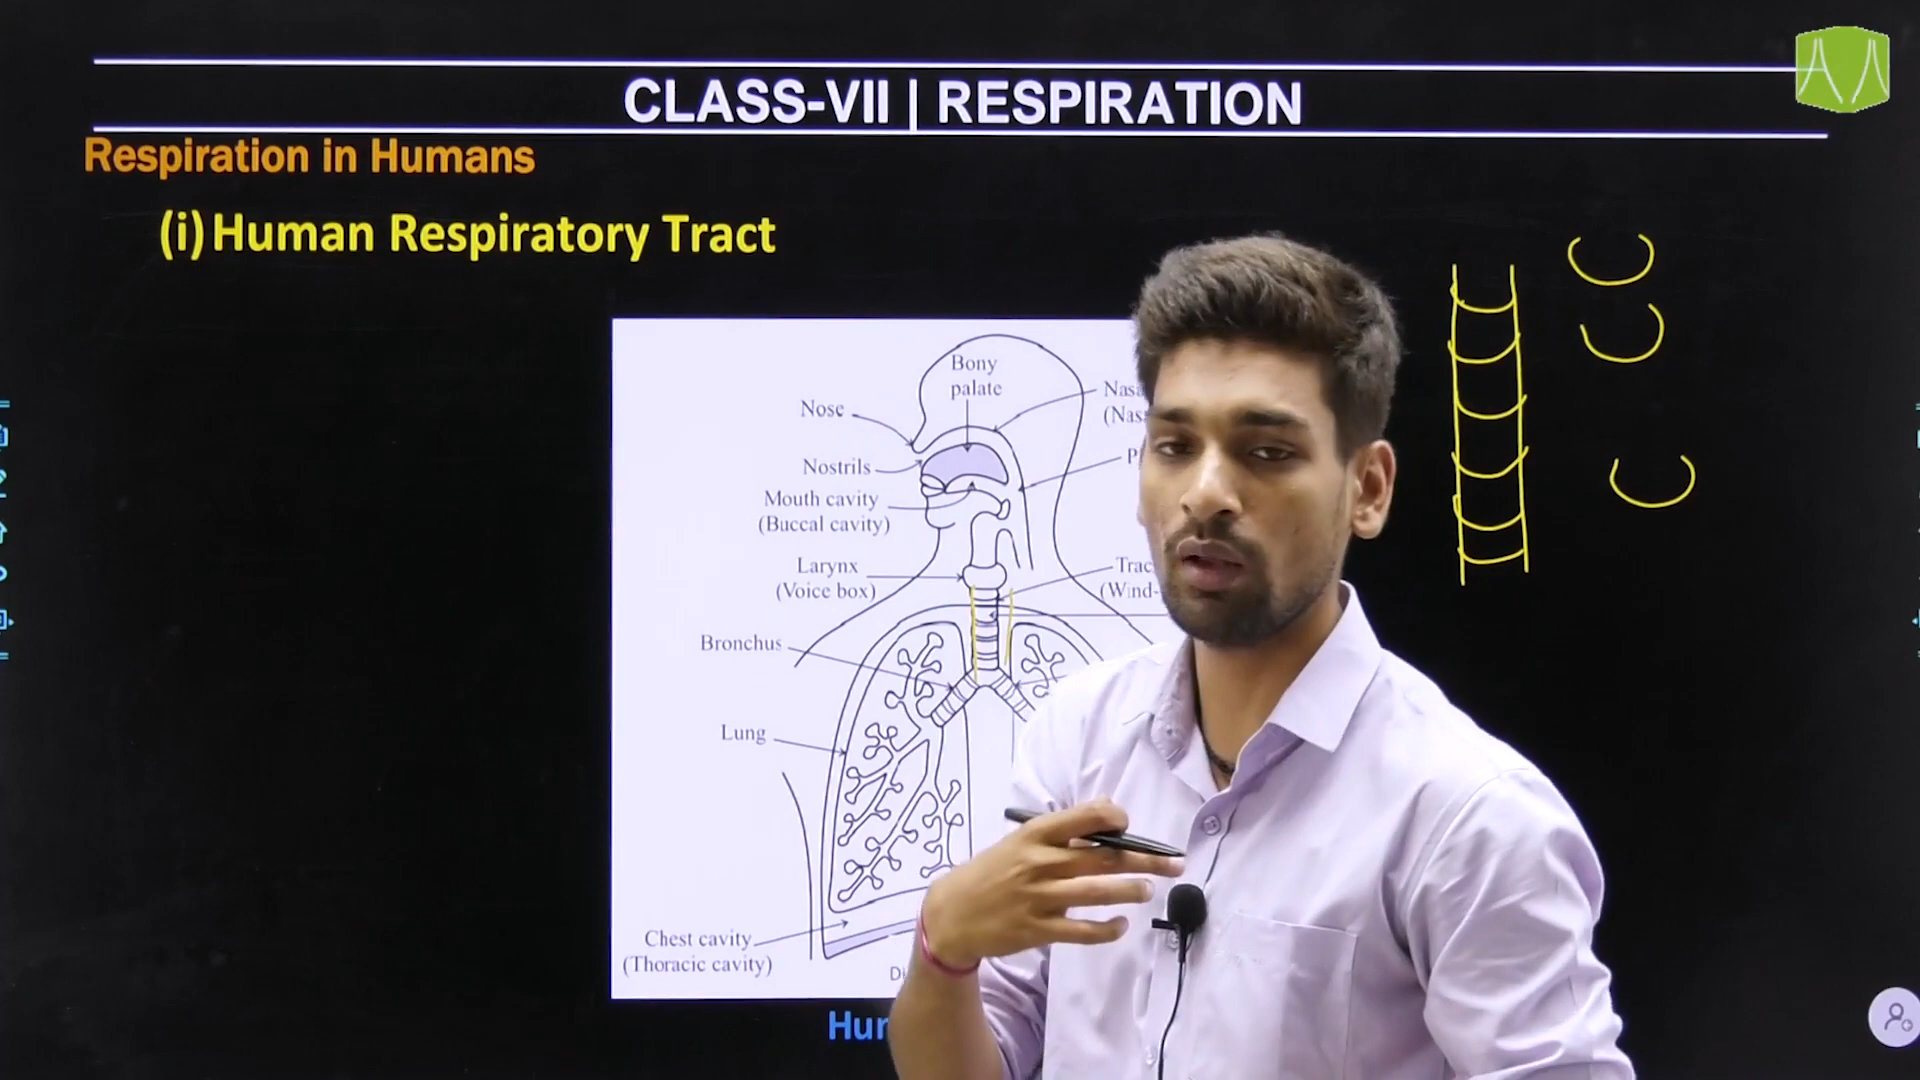 CLASS-VII | RESPIRATION
Respiration in Humans
(i) Human Respiratory Tract
Bony
palate
Nose
Nostrils
Mouth cavity
(Buccal cavity)
Larynx
(Voice box)
Bronchus
Lung
Chest cavity
(Thoracic cavity)